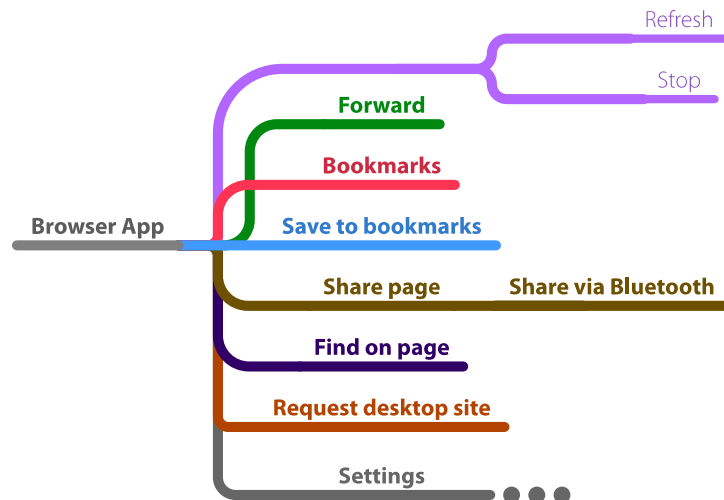 Refresh
Stop
Forward
Bookmarks
Browser App
Save to bookmarks
Share page
Share via Bluetooth
Find on page
Request desktop site
Settings